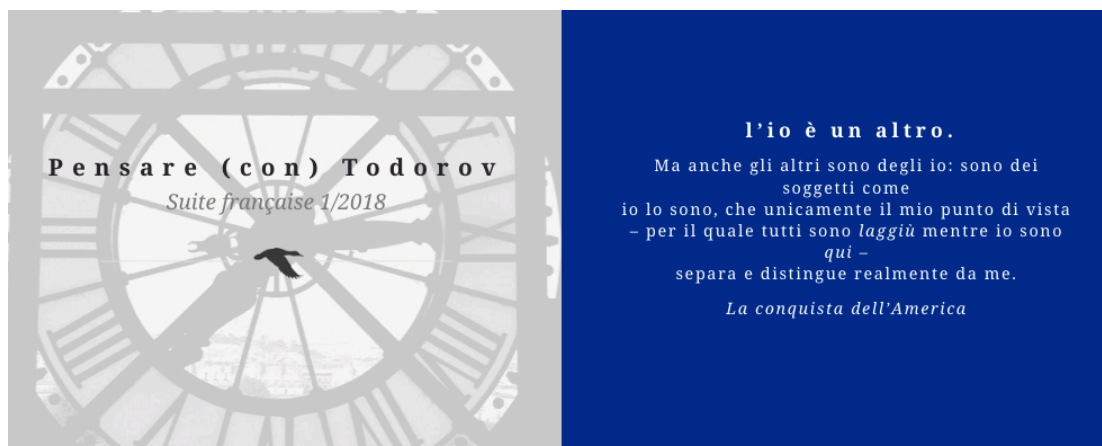 Pensare (con) Todorov
Suite française 1/2018
l’io è un altro.
Ma anche gli altri sono degli io: sono dei
soggetti come
io lo sono, che unicamente il mio punto di vista
– per il quale tutti sono laggiù mentre io sono
qui –
separa e distingue realmente da me.
La conquista dell’America